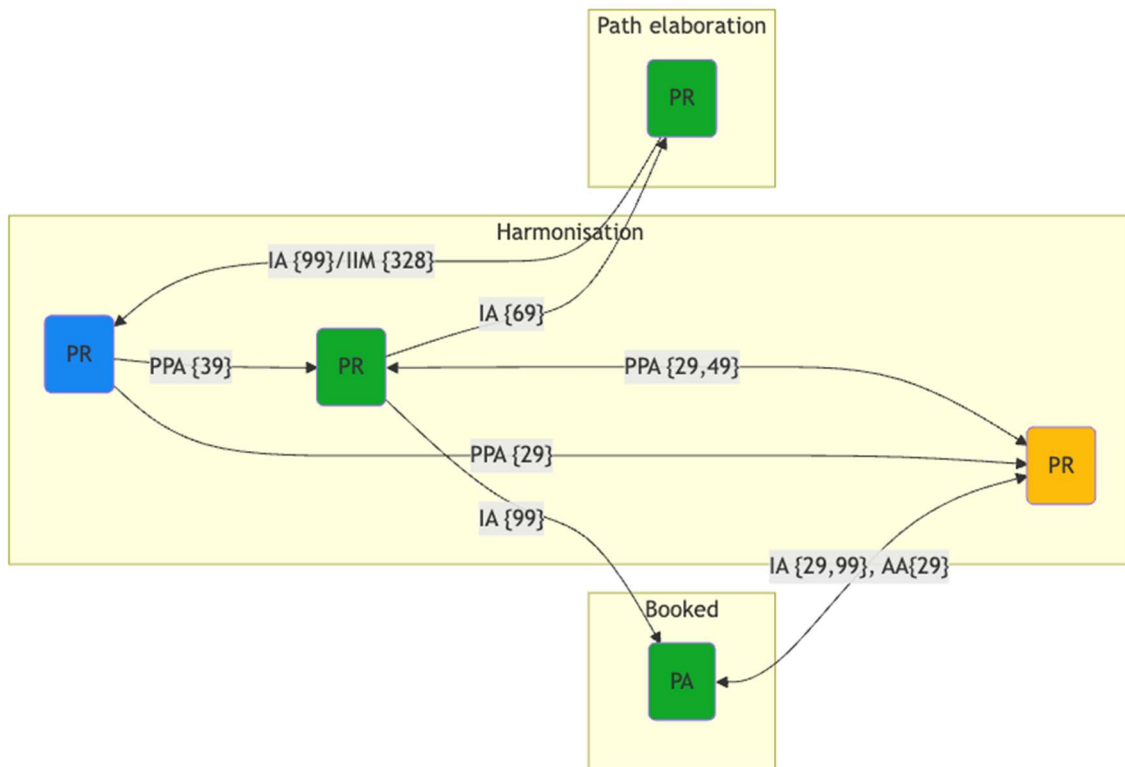 Path elaboration
PR
Harmonisation
IA {99}/IIM {328}
IA {69}
PR
PPA {39}
PR
PPA {29,49}
PPA {29}
PR
IA {99}
IA {29,99}, AA{29}
Booked
PA